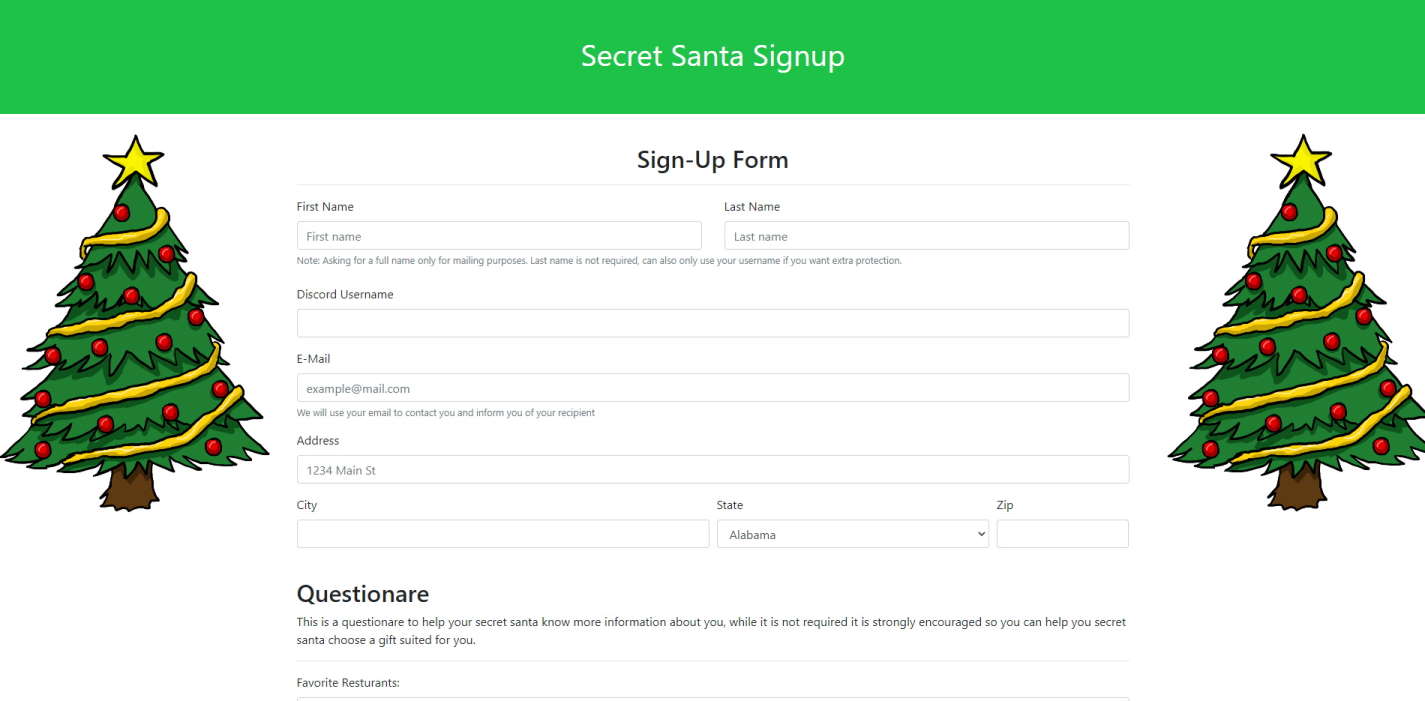 Secret Santa Signup
Sign-Up Form
First Name Last Name
First name Last name
Note: Asking for a full name only for mailing purposes. Last name is not required, can also only use your username if you want extra protection.
Discord Username
E-Mail
example@mail.com
We will use your email to contact you and inform you of your recipient
Address
1234 Main St
City State Zip
Alabama
Questionare
This is a questionare to help your secret santa know more information about you, while it is not required it is strongly encouraged so you can help you secret
santa choose a gift suited for you.
Favorite Resturants: